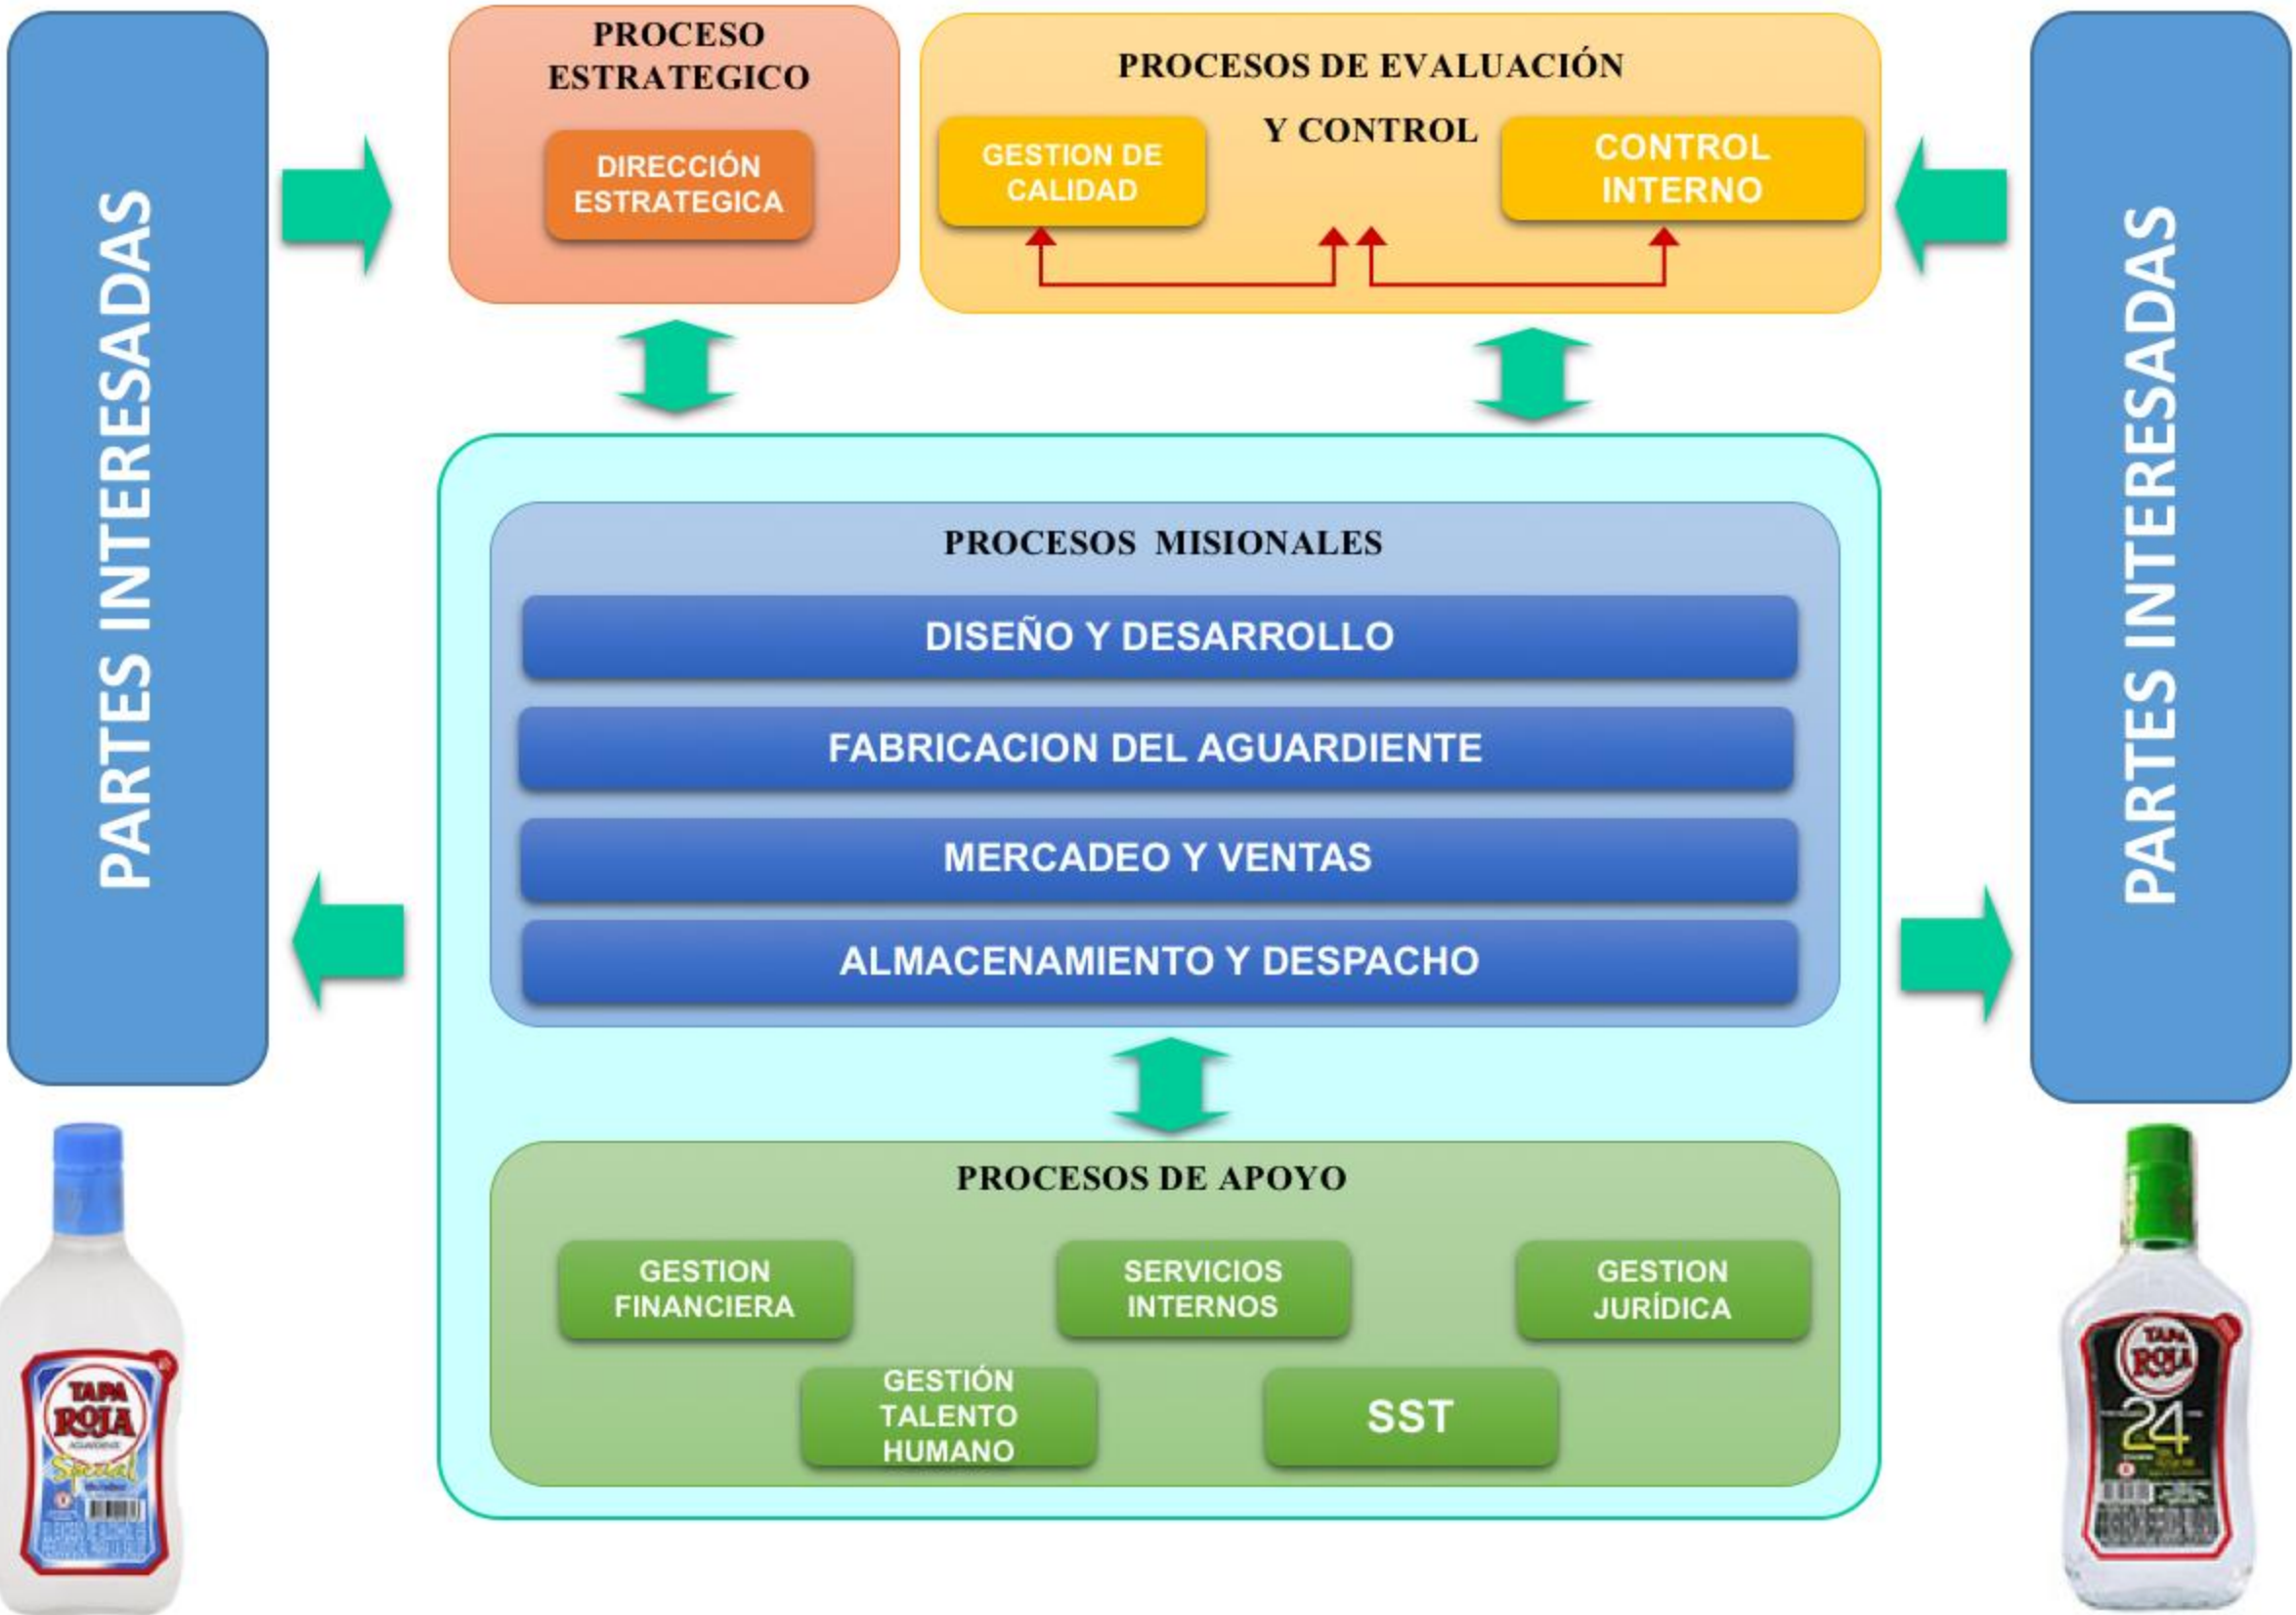 PARTES INTERESADAS
PROCESO
ESTRATEGICO
DIRECCIÓN
ESTRATEGICA
PROCESOS DE EVALUACIÓN
Y CONTROL
GESTION DE
CALIDAD
CONTROL
INTERNO
PARTES INTERESADAS
PROCESOS MISIONALES
DISEÑO Y DESARROLLO
FABRICACION DEL AGUARDIENTE
MERCADEO Y VENTAS
ALMACENAMIENTO Y DESPACHO
PROCESOS DE APOYO
GESTION
FINANCIERA
SERVICIOS
INTERNOS
GESTION
JURÍDICA
GESTIÓN
TALENTO
HUMANO
SST
TAPA
ROJA
AGUARDIENTE
Special
TAPA
ROJA
24